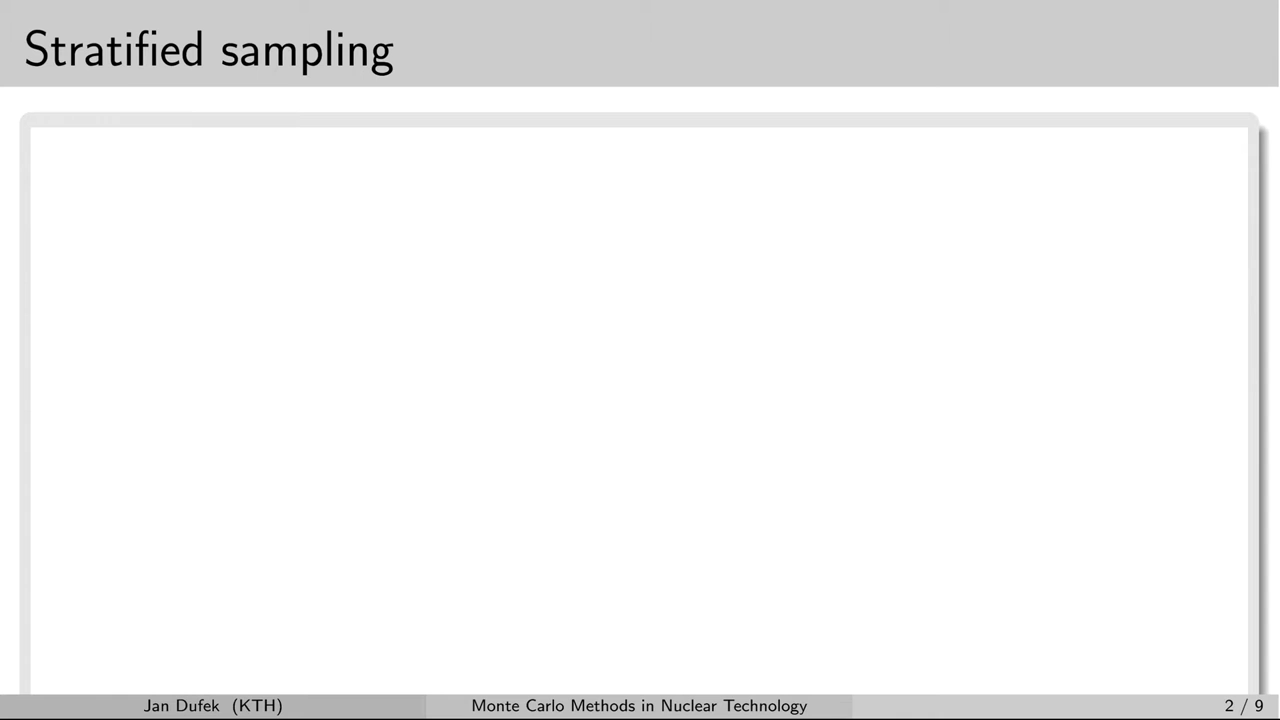 Stratified sampling
Jan Dufek (KTH)
Monte Carlo Methods in Nuclear Technology
2 / 9